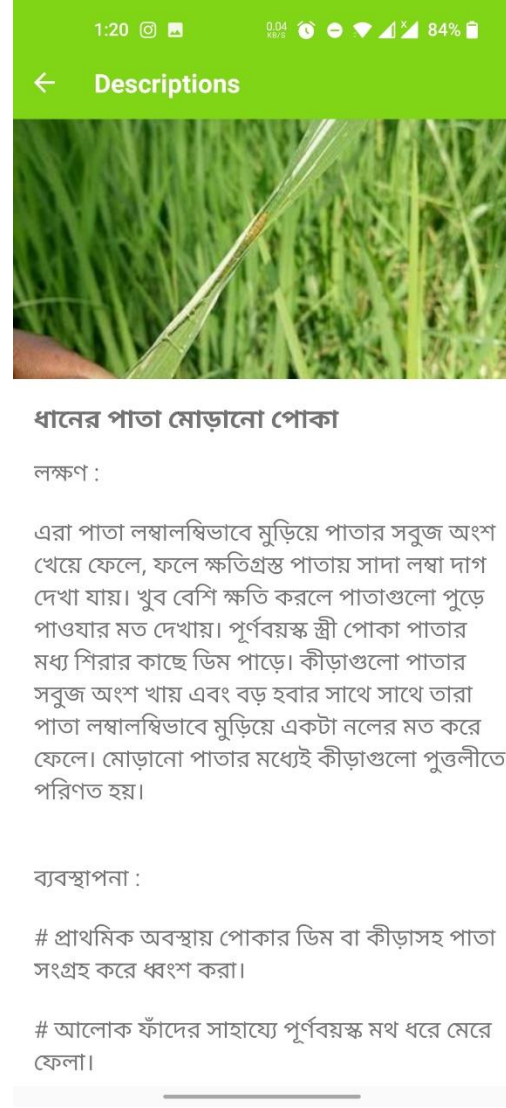 1:20
0.04
KB/S
84%
Descriptions
ধানের পাতা মোড়ানো পোকা
লক্ষণ :
এরা পাতা লম্বালম্বিভাবে মুড়িয়ে পাতার সবুজ অংশ
খেয়ে ফেলে, ফলে ক্ষতিগ্রস্ত পাতায় সাদা লম্বা দাগ
দেখা যায়। খুব বেশি ক্ষতি করলে পাতাগুলো পুড়ে
পাওযার মত দেখায়। পূর্ণবয়স্ক স্ত্রী পোকা পাতার
মধ্য শিরার কাছে ডিম পাড়ে। কীড়াগুলো পাতার
সবুজ অংশ খায় এবং বড় হবার সাথে সাথে তারা
পাতা লম্বালম্বিভাবে মুড়িয়ে একটা নলের মত করে
ফেলে। মোড়ানো পাতার মধ্যেই কীড়াগুলো পুত্তলীতে
পরিণত হয়।
ব্যবস্থাপনা :
# প্রাথমিক অবস্থায় পোকার ডিম বা কীড়াসহ পাতা
সংগ্রহ করে ধ্বংশ করা।
# আলোক ফাঁদের সাহায্যে পূর্ণবয়স্ক মথ ধরে মেরে
ফেলা।